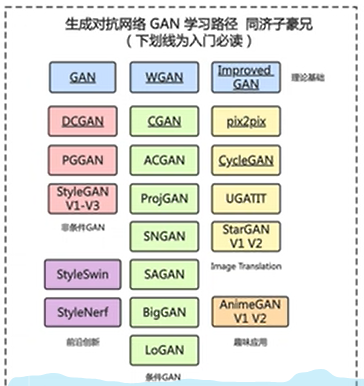 生成对抗网络 GAN 学习路径 同济子豪兄
（下划线为入门必读）
GAN
WGAN
Improved
GAN
理论基础
DCGAN
CGAN
pix2pix
PGGAN
ACGAN
CycleGAN
StyleGAN
V1-V3
ProjGAN
UGATIT
非条件GAN
SNGAN
StarGAN
V1 V2
Image Translation
StyleSwin
SAGAN
StyleNerf
BigGAN
AnimeGAN
V1 V2
前沿创新
趣味应用
LoGAN
条件GAN